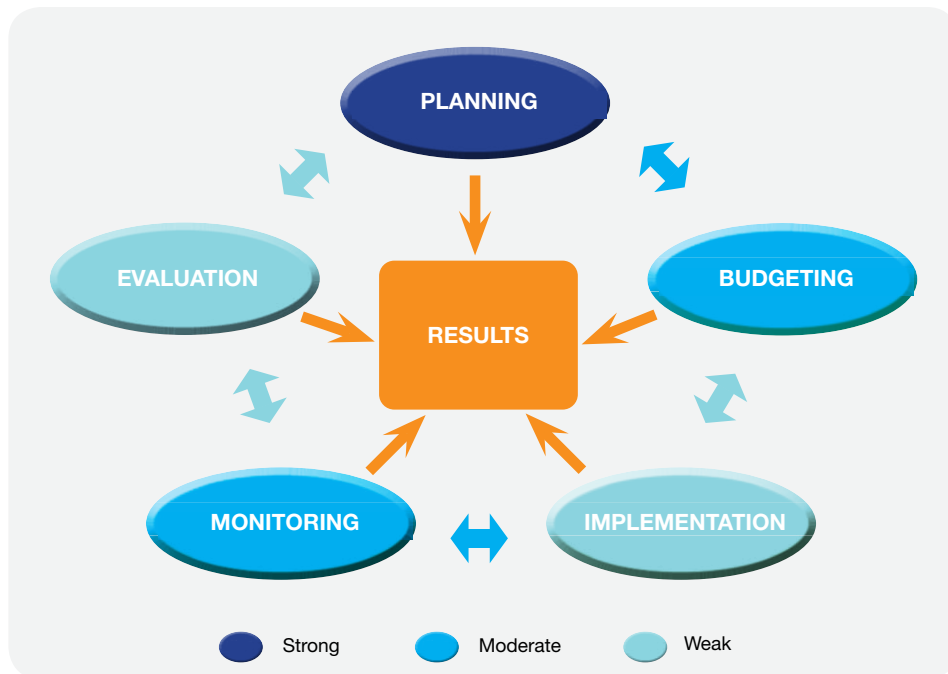 PLANNING
EVALUATION
BUDGETING
RESULTS
MONITORING
IMPLEMENTATION
Strong
Moderate
Weak